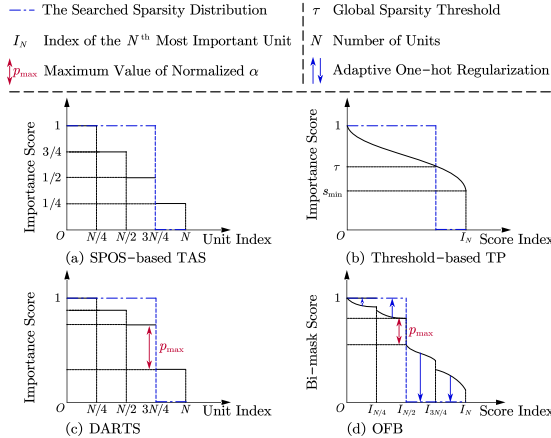 The Searched Sparsity Distribution
τ Global Sparsity Threshold
I_N Index of the N^th Most Important Unit
N Number of Units
p_max Maximum Value of Normalized α
Adaptive One-hot Regularization
Importance Score
1
3/4
1/2
1/4
O N/4 N/2 3N/4 N Unit Index
(a) SPOS-based TAS
Importance Score
1
τ
s_min
O I_N Score Index
(b) Threshold-based TP
Importance Score
1
p_max
O N/4 N/2 3N/4 N Unit Index
(c) DARTS
Bi-mask Score
1
p_max
O I_N/4 I_N/2 I_3N/4 I_N Score Index
(d) OFB